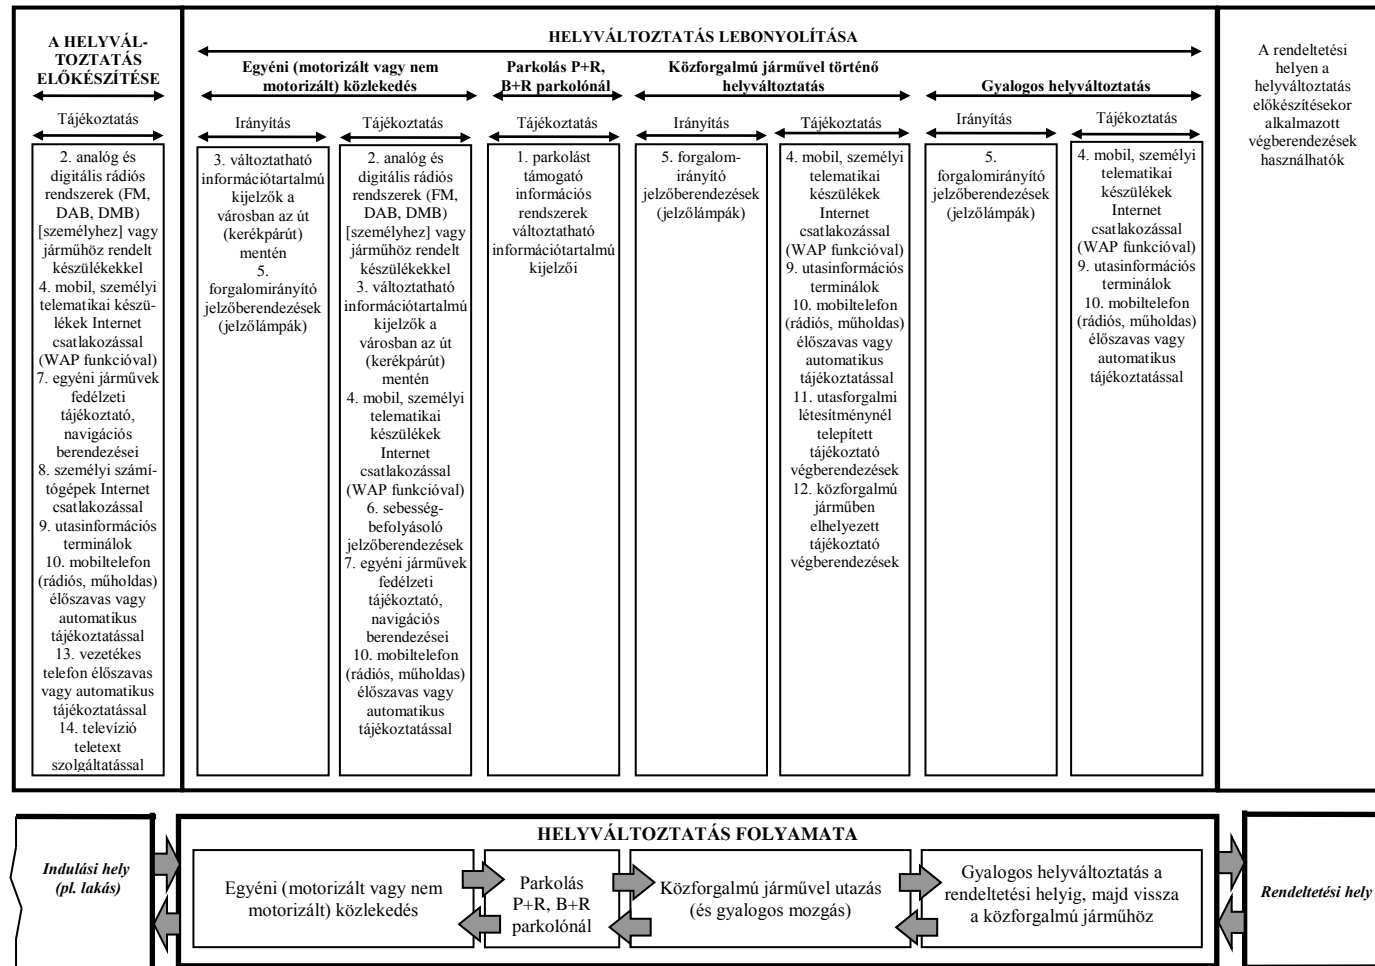 A HELYVÁL-
TOZTATÁS
ELŐKÉSZÍTÉSE
Tájékoztatás
2. analóg és
digitális rádiós
rendszerek (FM,
DAB, DMB)
[személyhez] vagy
járműhöz rendelt
készülékekkel
4. mobil, személyi
telematikai készü-
lékek Internet
csatlakozással
(WAP funkcióval)
7. egyéni járművek
fedélzeti
tájékoztató,
navigációs
berendezései
8. személyi számí-
tógépek Internet
csatlakozással
9. utasinformációs
terminálok
10. mobiltelefon
(rádiós, műholdas)
élőszavas vagy
automatikus
tájékoztatással
13. vezetékes
telefon élőszavas
vagy automatikus
tájékoztatással
14. televízió
teletext
szolgáltatással
HELYVÁLTOZTATÁS LEBONYOLÍTÁSA
Egyéni (motorizált vagy nem
motorizált) közlekedés
Irányítás
3. változtatható
információtartalmú
kijelzők a
városban az út
(kerékpárút)
mentén
5.
forgalomirányító
jelzőberendezések
(jelzőlámpák)
Tájékoztatás
2. analóg és
digitális rádiós
rendszerek (FM,
DAB, DMB)
[személyhez] vagy
járműhöz rendelt
készülékekkel
3. változtatható
információtartalmú
kijelzők a
városban az út
(kerékpárút)
mentén
4. mobil, személyi
telematikai
készülékek
Internet
csatlakozással
(WAP funkcióval)
6. sebesség-
befolyásoló
jelzőberendezések
7. egyéni járművek
fedélzeti
tájékoztató,
navigációs
berendezései
10. mobiltelefon
(rádiós, műholdas)
élőszavas vagy
automatikus
tájékoztatással
Parkolás P+R,
B+R parkolónál
Tájékoztatás
1. parkolást
támogató
információs
rendszerek
változtatható
információtartalmú
kijelzői
Közforgalmú járművel történő
helyváltoztatás
Irányítás
5. forgalom-
irányító
jelzőberendezések
(jelzőlámpák)
Tájékoztatás
4. mobil, személyi
telematikai
készülékek
Internet
csatlakozással
(WAP funkcióval)
9. utasinformációs
terminálok
10. mobiltelefon
(rádiós, műholdas)
élőszavas vagy
automatikus
tájékoztatással
11. utasforgalmi
létesítménynél
telepített
tájékoztató
végberendezések
12. közforgalmú
járműben
elhelyezett
tájékoztató
végberendezések
Gyalogos helyváltoztatás
Irányítás
5.
forgalomirányító
jelzőberendezések
(jelzőlámpák)
Tájékoztatás
4. mobil, személyi
telematikai
készülékek
Internet
csatlakozással
(WAP funkcióval)
9. utasinformációs
terminálok
10. mobiltelefon
(rádiós, műholdas)
élőszavas vagy
automatikus
tájékoztatással
A rendeltetési
helyen a
helyváltoztatás
előkészítésekor
alkalmazott
végberendezések
használhatók
Indulási hely
(pl. lakás)
HELYVÁLTOZTATÁS FOLYAMATA
Egyéni (motorizált vagy nem
motorizált) közlekedés
Parkolás
P+R, B+R
parkolónál
Közforgalmú járművel utazás
(és gyalogos mozgás)
Gyalogos helyváltoztatás a
rendeltetési helyig, majd vissza
a közforgalmú járműhöz
Rendeltetési hely